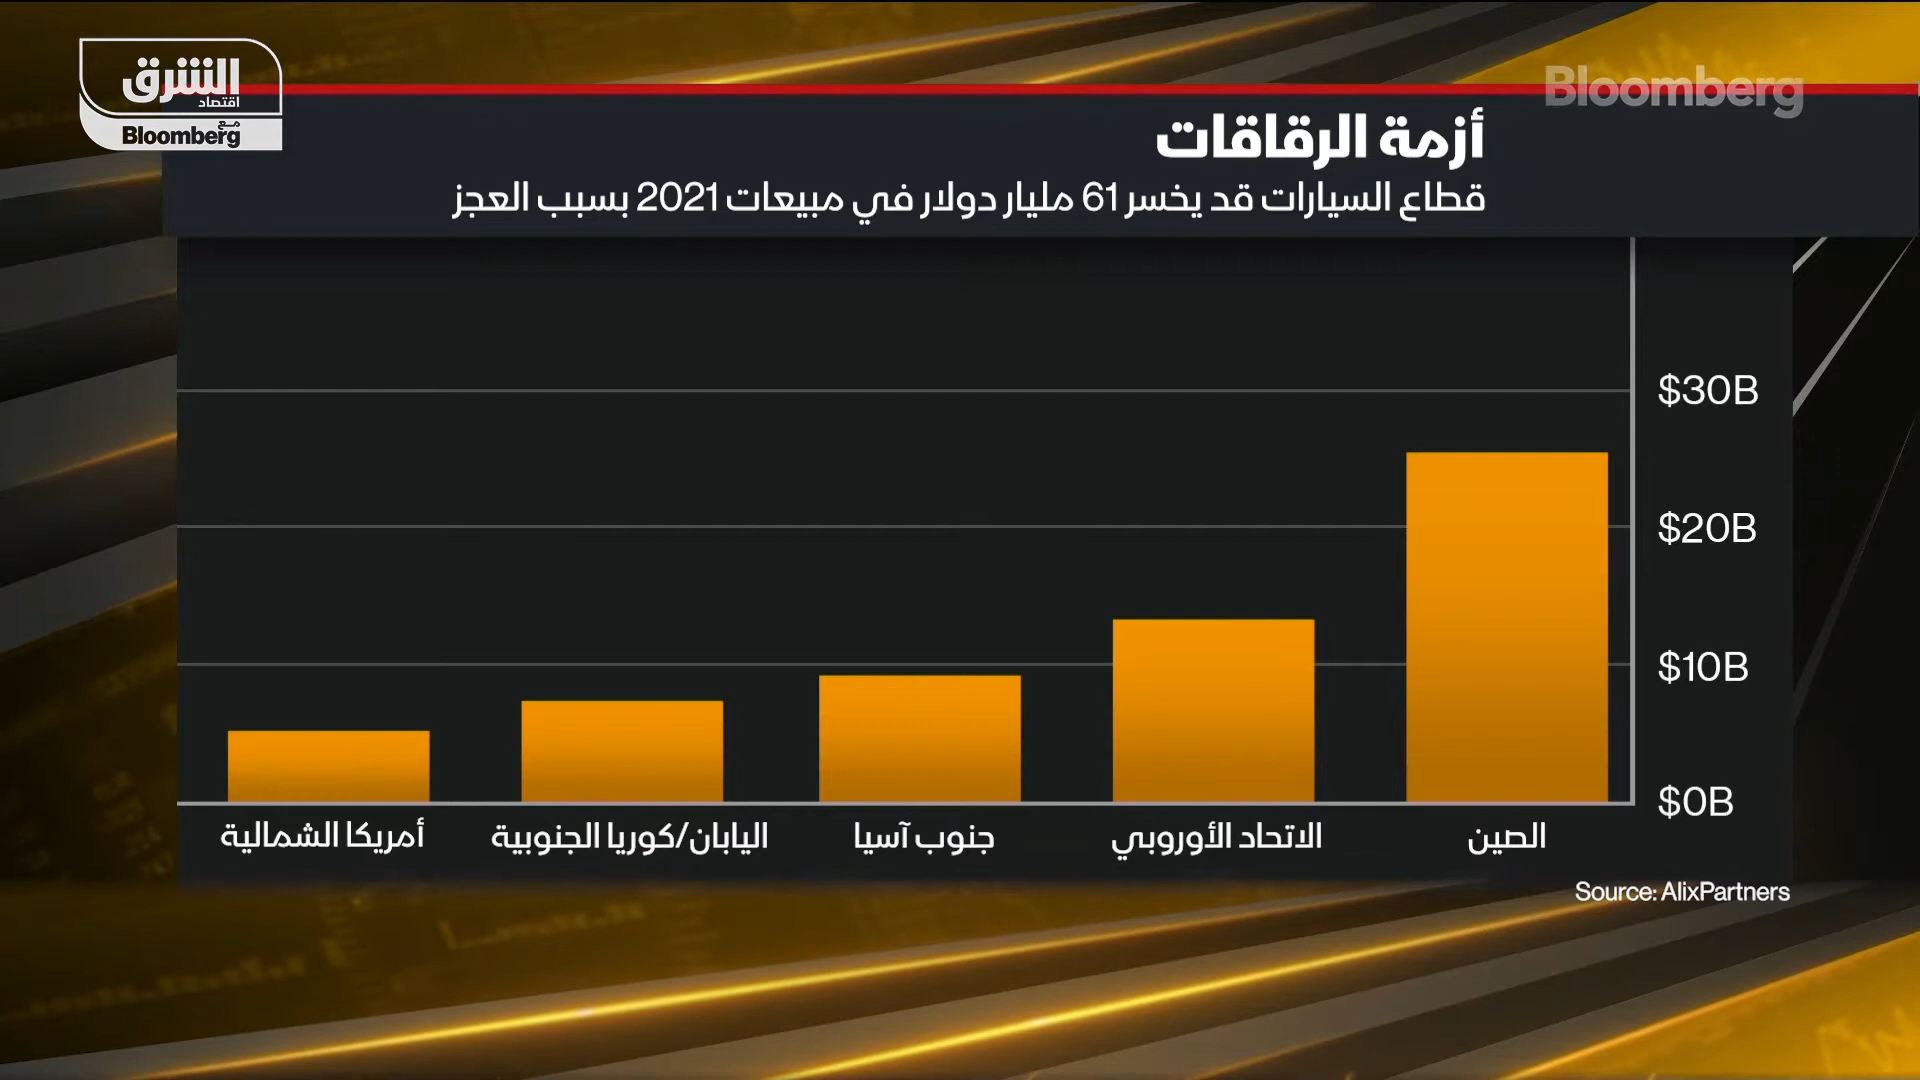 الشرق
اقتصاد
مع
Bloomberg
Bloomberg
أزمة الرقاقات
قطاع السيارات قد يخسر 61 مليار دولار في مبيعات 2021 بسبب العجز
$30B
$20B
$10B
$0B
الصين
الاتحاد الأوروبي
جنوب آسيا
اليابان/كوريا الجنوبية
أمريكا الشمالية
Source: AlixPartners